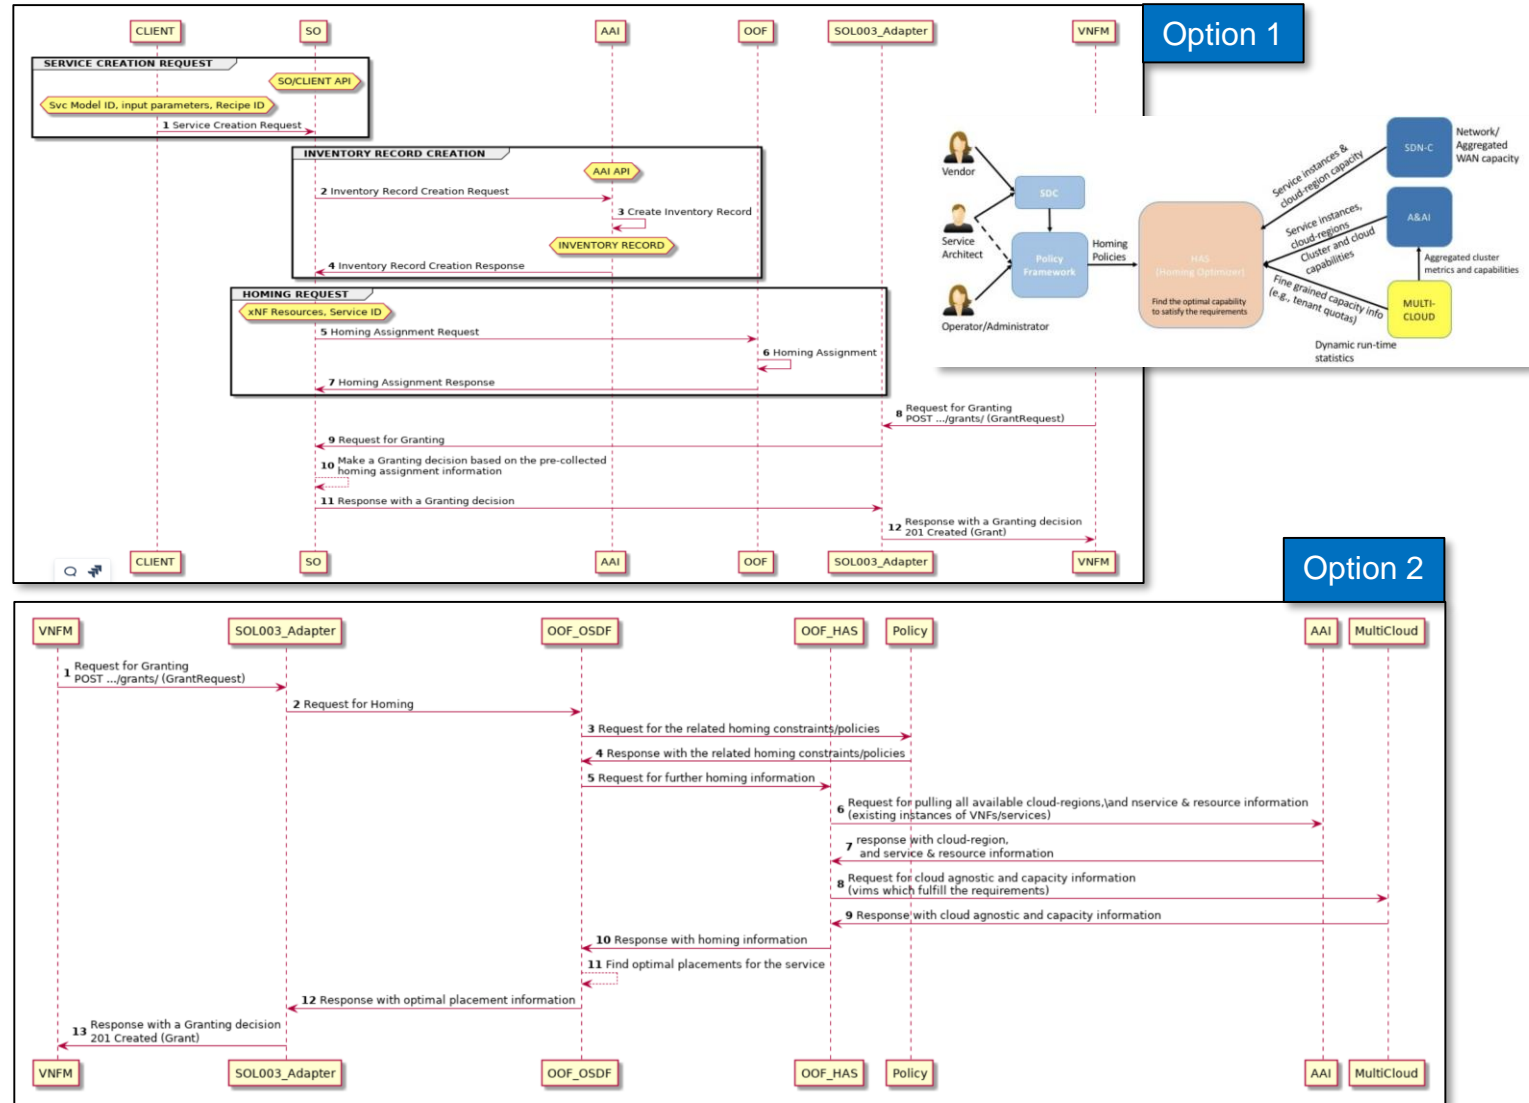 Option 1
CLIENT
SO
AAI
OOF
SOL003_Adapter
VNFM
SERVICE CREATION REQUEST
SO/CLIENT API
Svc Model ID, input parameters, Recipe ID
1 Service Creation Request
INVENTORY RECORD CREATION
AAI API
2 Inventory Record Creation Request
3 Create Inventory Record
INVENTORY RECORD
4 Inventory Record Creation Response
HOMING REQUEST
xNF Resources, Service ID
5 Homing Assignment Request
6 Homing Assignment
7 Homing Assignment Response
8 Request for Granting
POST .../grants/ (GrantRequest)
9 Request for Granting
10 Make a Granting decision based on the pre-collected
homing assignment information
11 Response with a Granting decision
12 Response with a Granting decision
201 Created (Grant)
CLIENT
SO
AAI
OOF
SOL003_Adapter
VNFM
Vendor
Service
Architect
Operator/Administrator
SDC
Policy
Framework
Homing
Policies
HAS
(Homing Optimizer)
Find the optimal capability
to satisfy the requirements
Service instances &
cloud-region capacity
Service instances,
cloud-regions
Cluster and cloud
capabilities
Fine grained capacity info
(e.g., tenant quotas)
SDN-C
Network/
Aggregated
WAN capacity
A&AI
Aggregated cluster
metrics and capabilities
MULTI-
CLOUD
Dynamic run-time
statistics
Option 2
VNFM
SOL003_Adapter
OOF_OSDF
OOF_HAS
Policy
AAI
MultiCloud
1 Request for Granting
POST .../grants/ (GrantRequest)
2 Request for Homing
3 Request for the related homing constraints/policies
4 Response with the related homing constraints/policies
5 Request for further homing information
6 Request for pulling all available cloud-regions,\and nservice & resource information
(existing instances of VNFs/services)
7 response with cloud-region,
and service & resource information
8 Request for cloud agnostic and capacity information
(vims which fulfill the requirements)
9 Response with cloud agnostic and capacity information
10 Response with homing information
11 Find optimal placements for the service
12 Response with optimal placement information
13 Response with a Granting decision
201 Created (Grant)
VNFM
SOL003_Adapter
OOF_OSDF
OOF_HAS
Policy
AAI
MultiCloud